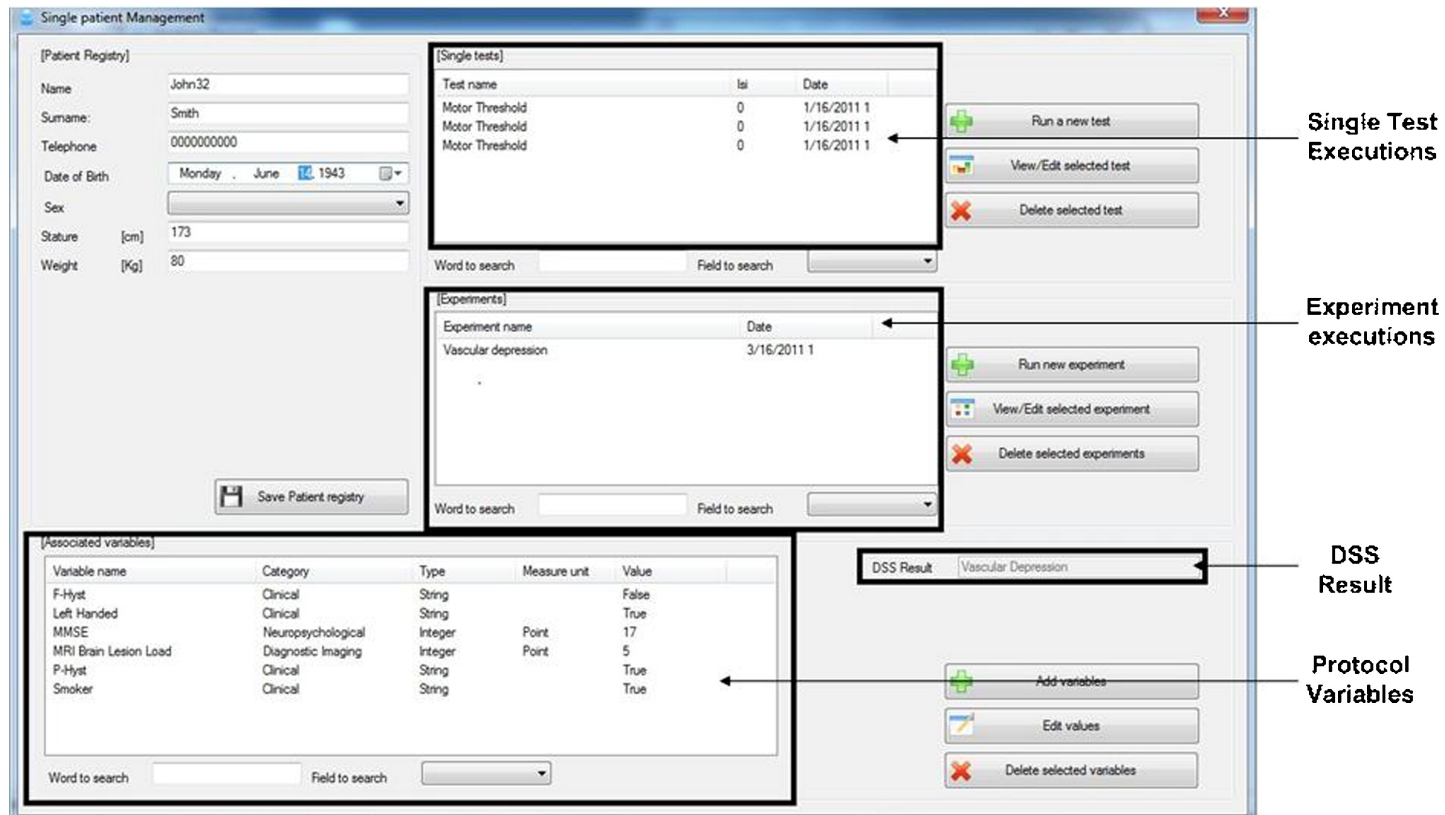 Single patient Management
[Patient Registry]
Name John32
Surname: Smith
Telephone 0000000000
Date of Birth Monday , June 14, 1943
Sex
Stature [cm] 173
Weight [Kg] 80
Save Patient registry
[Single tests]
Test name Isi Date
Motor Threshold 0 1/16/2011 1
Motor Threshold 0 1/16/2011 1
Motor Threshold 0 1/16/2011 1
Word to search Field to search
Run a new test
View/Edit selected test
Delete selected test
Single Test
Executions
[Experiments]
Experiment name Date
Vascular depression 3/16/2011 1
Word to search Field to search
Run new experiment
View/Edit selected experiment
Delete selected experiments
Experiment
executions
[Associated variables]
Variable name Category Type Measure unit Value
F-Hyst Clinical String False
Left Handed Clinical String True
MMSE Neuropsychological Integer Point 17
MRI Brain Lesion Load Diagnostic Imaging Integer Point 5
P-Hyst Clinical String True
Smoker Clinical String True
Word to search Field to search
DSS Result Vascular Depression
DSS
Result
Add variables
Edit values
Delete selected variables
Protocol
Variables